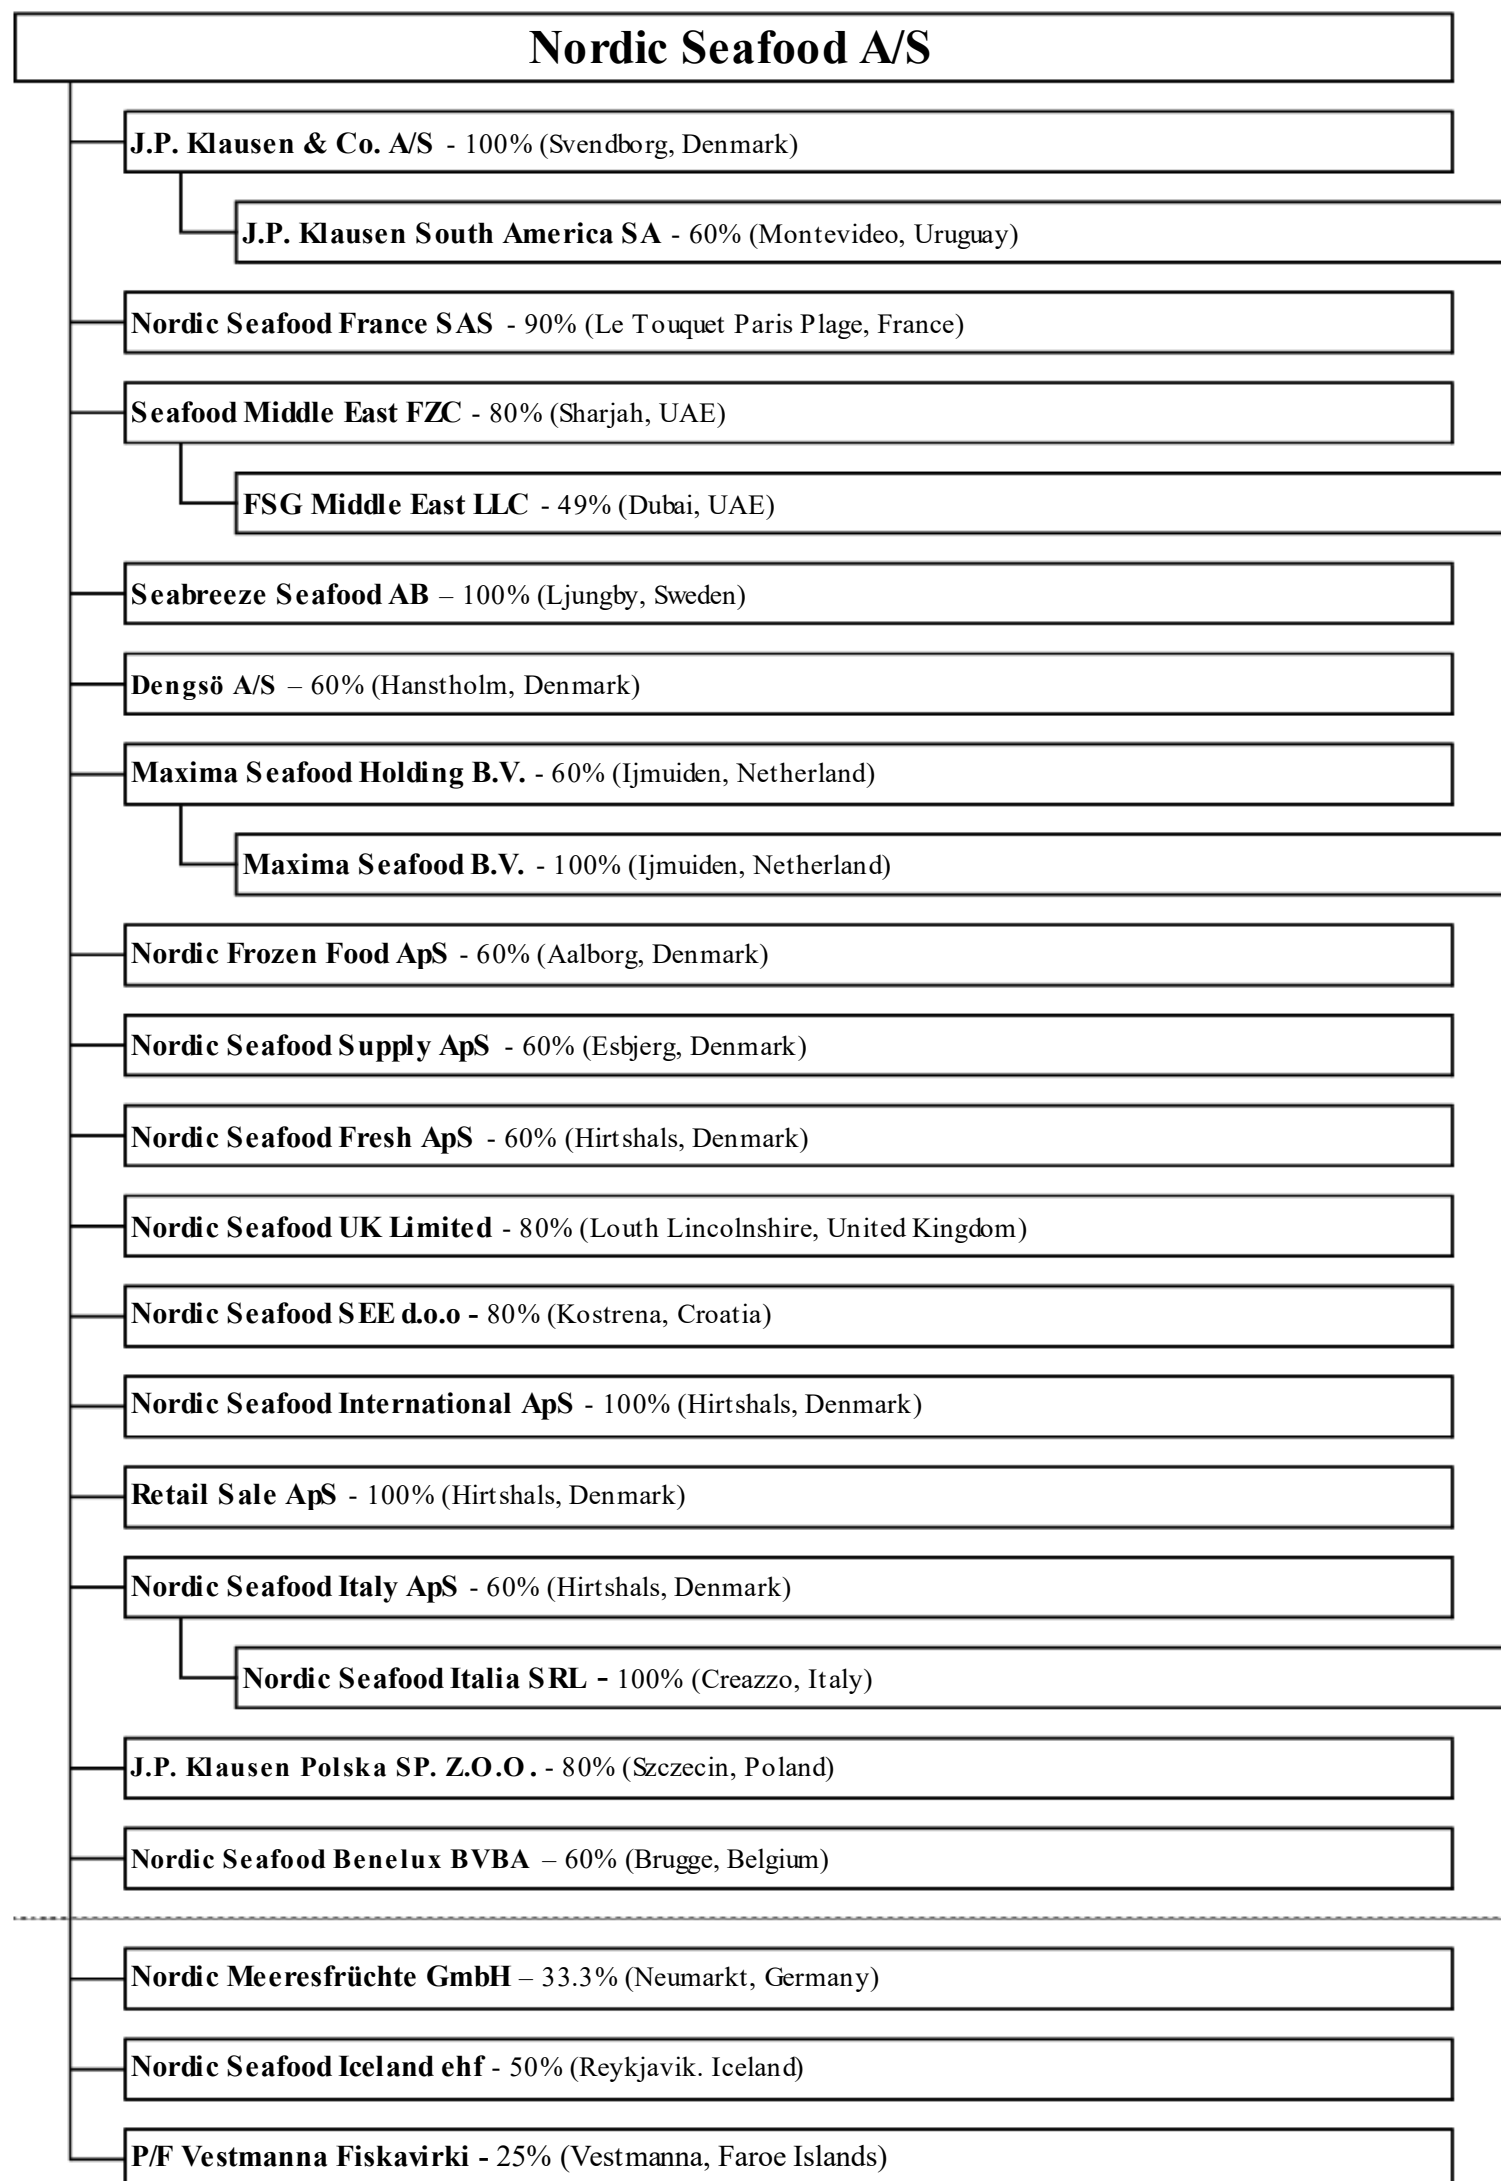 Nordic Seafood A/S
J.P. Klausen & Co. A/S - 100% (Svendborg, Denmark)
J.P. Klausen South America SA - 60% (Montevideo, Uruguay)
Nordic Seafood France SAS - 90% (Le Touquet Paris Plage, France)
Seafood Middle East FZC - 80% (Sharjah, UAE)
FSG Middle East LLC - 49% (Dubai, UAE)
Seabreeze Seafood AB – 100% (Ljungby, Sweden)
Dengsö A/S – 60% (Hanstholm, Denmark)
Maxima Seafood Holding B.V. - 60% (Ijmuiden, Netherland)
Maxima Seafood B.V. - 100% (Ijmuiden, Netherland)
Nordic Frozen Food ApS - 60% (Aalborg, Denmark)
Nordic Seafood Supply ApS - 60% (Esbjerg, Denmark)
Nordic Seafood Fresh ApS - 60% (Hirtshals, Denmark)
Nordic Seafood UK Limited - 80% (Louth Lincolnshire, United Kingdom)
Nordic Seafood SEE d.o.o - 80% (Kostrena, Croatia)
Nordic Seafood International ApS - 100% (Hirtshals, Denmark)
Retail Sale ApS - 100% (Hirtshals, Denmark)
Nordic Seafood Italy ApS - 60% (Hirtshals, Denmark)
Nordic Seafood Italia SRL - 100% (Creazzo, Italy)
J.P. Klausen Polska SP. Z.O.O. - 80% (Szczecin, Poland)
Nordic Seafood Benelux BVBA – 60% (Brugge, Belgium)
Nordic Meeresfrüchte GmbH – 33.3% (Neumarkt, Germany)
Nordic Seafood Iceland ehf - 50% (Reykjavik. Iceland)
P/F Vestmanna Fiskavirki - 25% (Vestmanna, Faroe Islands)